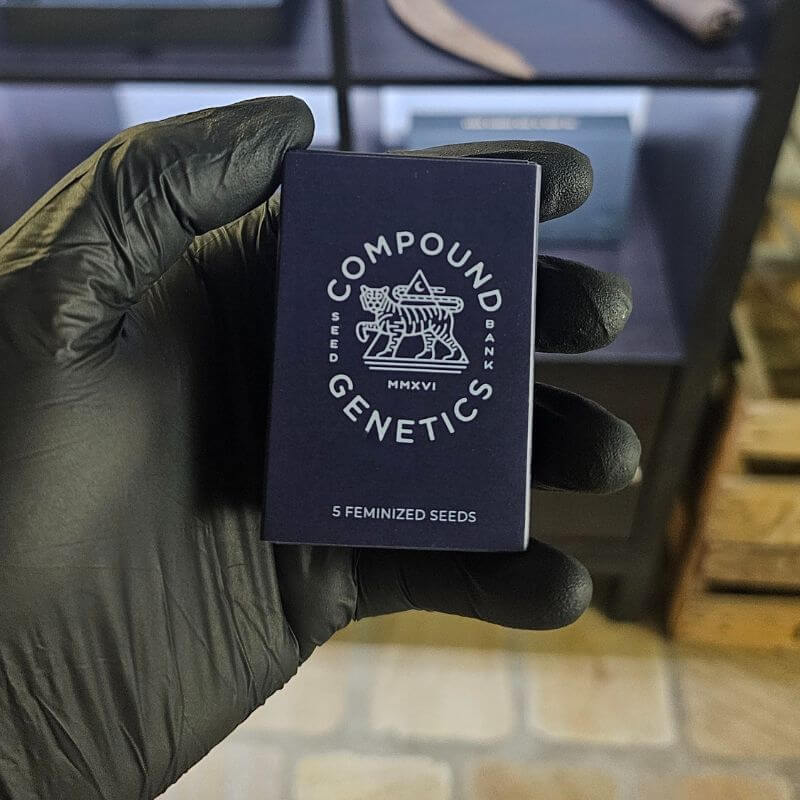 COMPOUND
SEED
BANK
MMXVI
GENETICS
5 FEMINIZED SEEDS